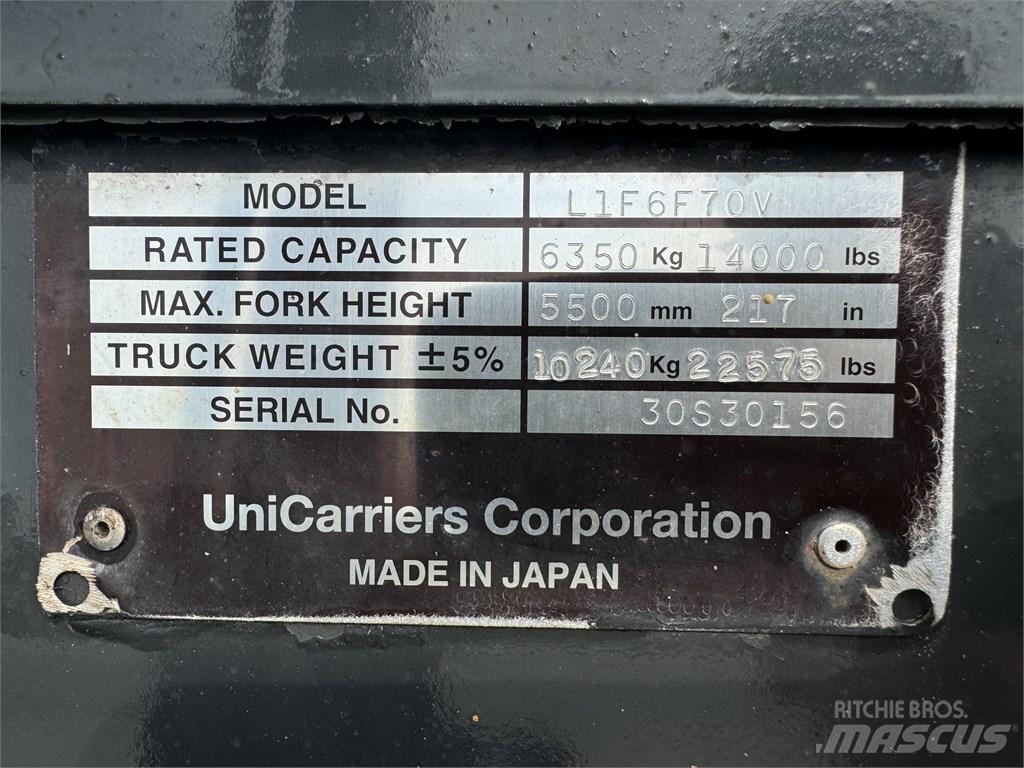 MODEL L1F6F70V
RATED CAPACITY 6350 Kg 14000 lbs
MAX. FORK HEIGHT 5500 mm 217 in
TRUCK WEIGHT ±5% 10240 Kg 22575 lbs
SERIAL No. 30S30156
UniCarriers Corporation
MADE IN JAPAN
RITCHIE BROS.
MASCUS